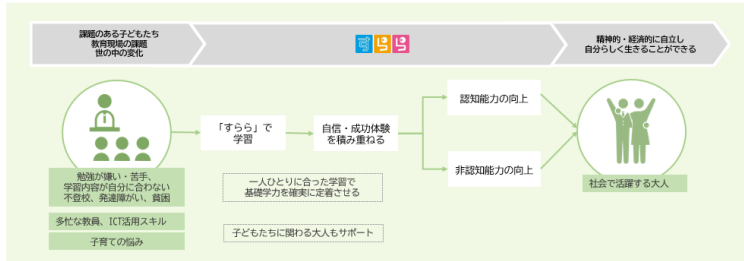 課題のある子どもたち
教育現場の課題
世の中の変化
すらら
精神的・経済的に自立し
自分らしく生きることができる
「すらら」で
学習
自信・成功体験
を積み重ねる
認知能力の向上
非認知能力の向上
勉強が嫌い・苦手、
学習内容が自分に合わない
不登校、発達障がい、貧困
多忙な教員、ICT活用スキル
子育ての悩み
一人ひとりに合った学習で
基礎学力を確実に定着させる
子どもたちに関わる大人もサポート
社会で活躍する大人